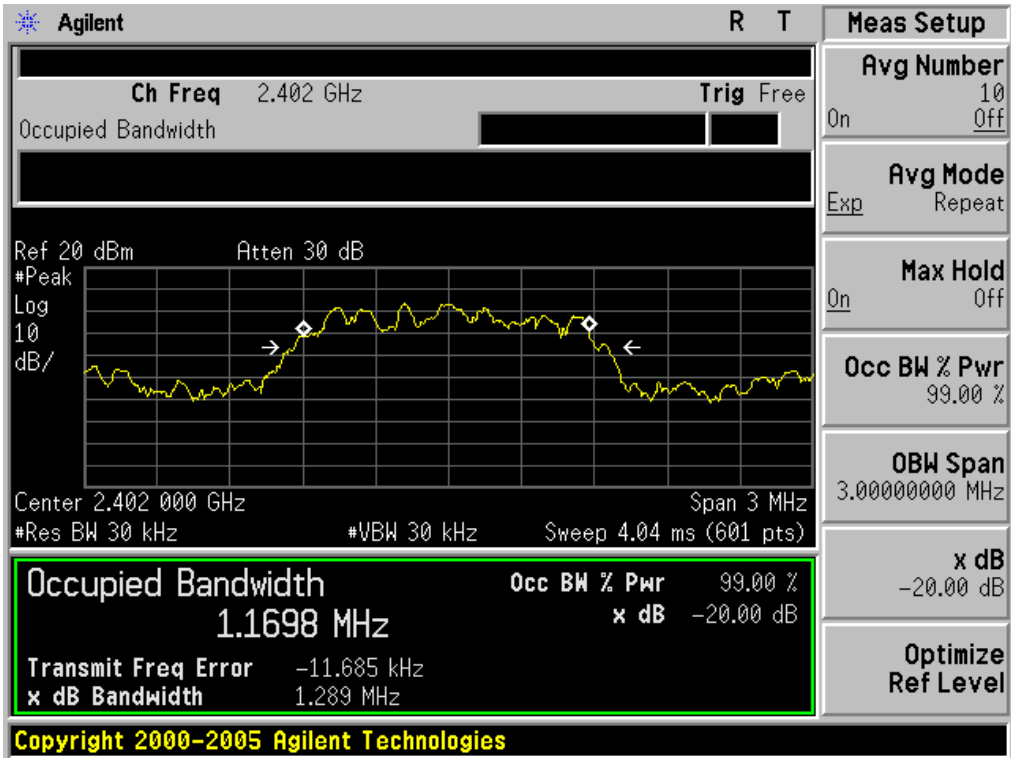 Agilent R T
Ch Freq 2.402 GHz Trig Free
Occupied Bandwidth
Ref 20 dBm Atten 30 dB
#Peak
Log
10
dB/
Center 2.402 000 GHz Span 3 MHz
#Res BW 30 kHz #VBW 30 kHz Sweep 4.04 ms (601 pts)
Occupied Bandwidth Occ BW % Pwr 99.00 %
1.1698 MHz x dB -20.00 dB
Transmit Freq Error -11.685 kHz
x dB Bandwidth 1.289 MHz
Copyright 2000-2005 Agilent Technologies
Meas Setup
Avg Number
10
On Off
Avg Mode
Exp Repeat
Max Hold
On Off
Occ BW % Pwr
99.00 %
OBW Span
3.00000000 MHz
x dB
-20.00 dB
Optimize
Ref Level